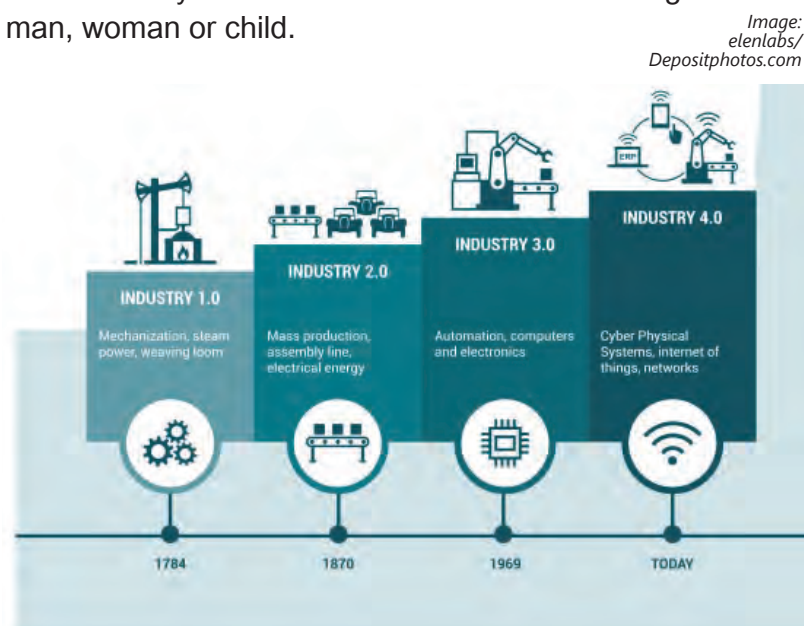 man, woman or child.
Image:
elenlabs/
Depositphotos.com
ERP
INDUSTRY 1.0
Mechanization, steam
power, weaving loom
INDUSTRY 2.0
Mass production,
assembly line,
electrical energy
INDUSTRY 3.0
Automation, computers
and electronics
INDUSTRY 4.0
Cyber Physical
Systems, internet of
things, networks
1784
1870
1969
TODAY